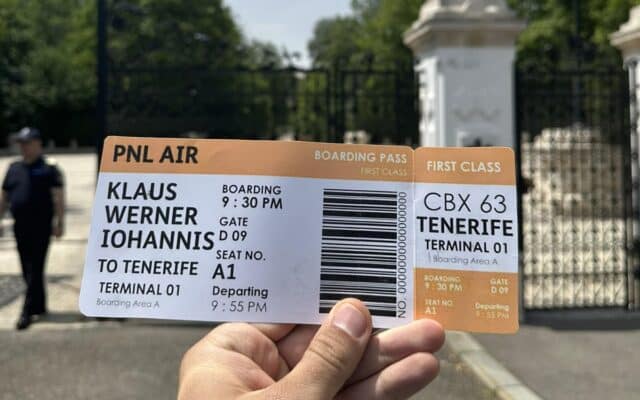 PNL AIR
BOARDING PASS
FIRST CLASS
KLAUS
WERNER
IOHANNIS
TO TENERIFE
TERMINAL 01
Boarding Area A
BOARDING
9 : 30 PM
GATE
D 09
SEAT NO.
A1
Departing
9 : 55 PM
FIRST CLASS
CBX 63
TENERIFE
TERMINAL 01
Boarding Area A
BOARDING
9 : 30 PM
GATE
D 09
SEAT NO.
A1
Departing
9 : 55 PM